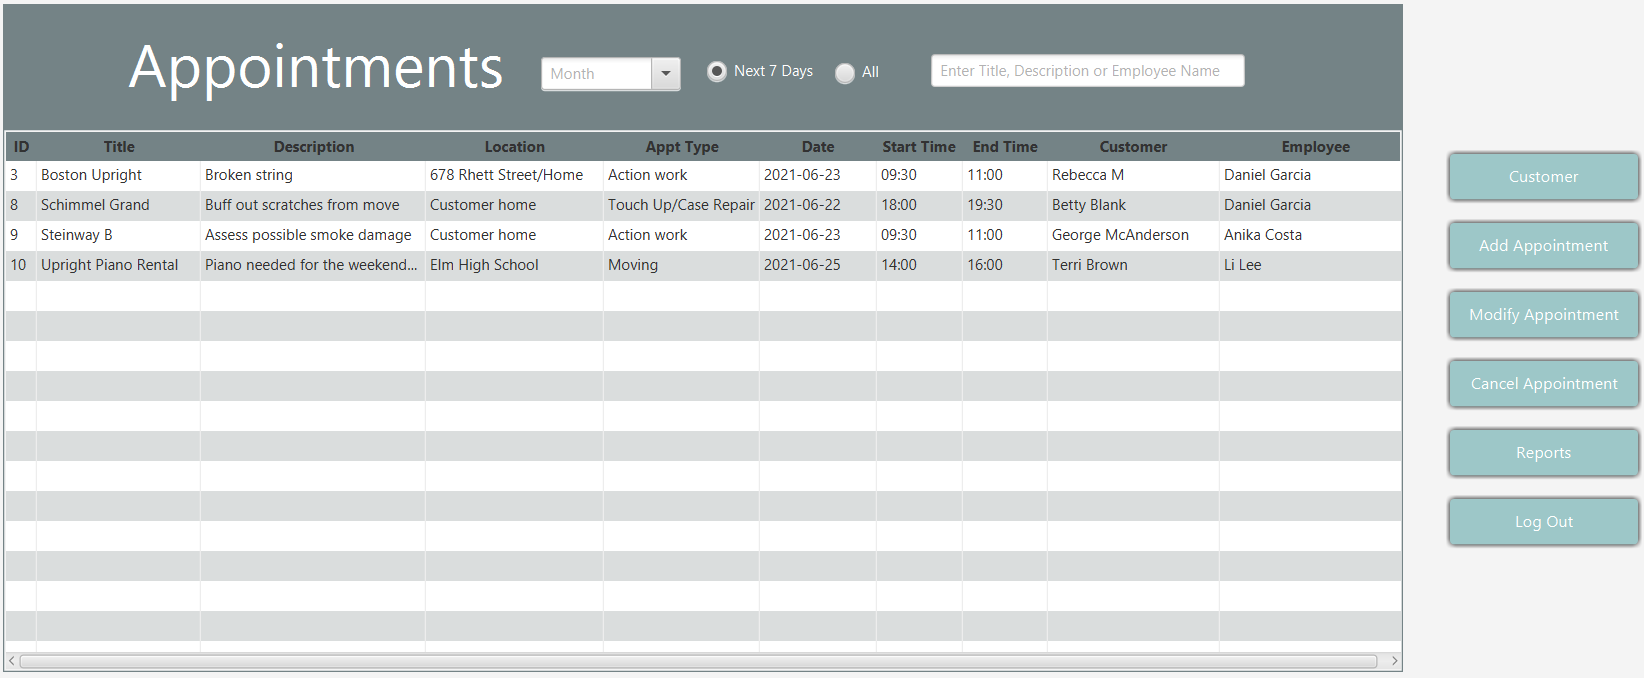 Appointments
Month
Next 7 Days
All
Enter Title, Description or Employee Name
ID Title Description Location Appt Type Date Start Time End Time Customer Employee
3 Boston Upright Broken string 678 Rhett Street/Home Action work 2021-06-23 09:30 11:00 Rebecca M Daniel Garcia
8 Schimmel Grand Buff out scratches from move Customer home Touch Up/Case Repair 2021-06-22 18:00 19:30 Betty Blank Daniel Garcia
9 Steinway B Assess possible smoke damage Customer home Action work 2021-06-23 09:30 11:00 George McAnderson Anika Costa
10 Upright Piano Rental Piano needed for the weekend... Elm High School Moving 2021-06-25 14:00 16:00 Terri Brown Li Lee
Customer
Add Appointment
Modify Appointment
Cancel Appointment
Reports
Log Out